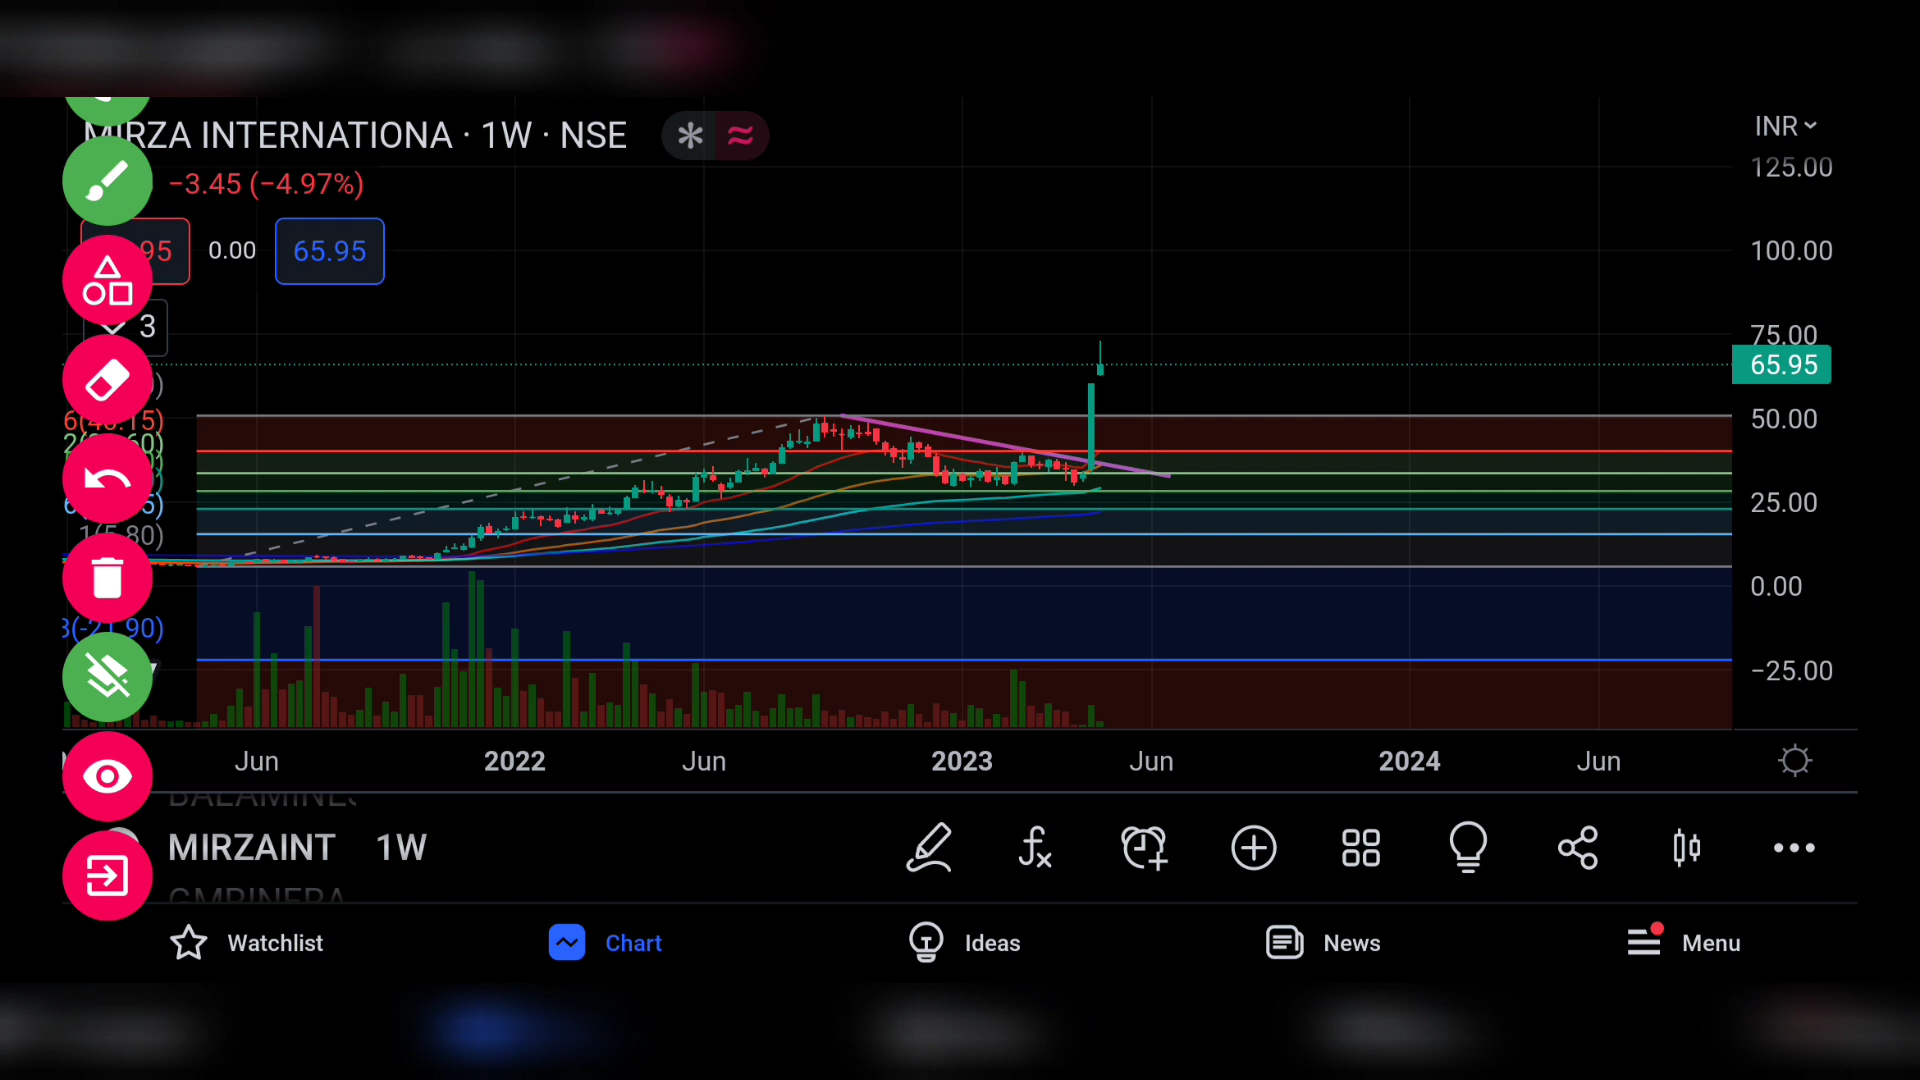 MIRZA INTERNATIONA · 1W · NSE
INR
125.00
−3.45 (−4.97%)
95 0.00 65.95
100.00
3
75.00
65.95
50.00
25.00
0.00
−25.00
Jun 2022 Jun 2023 Jun 2024 Jun
MIRZAINT 1W
Watchlist Chart Ideas News Menu